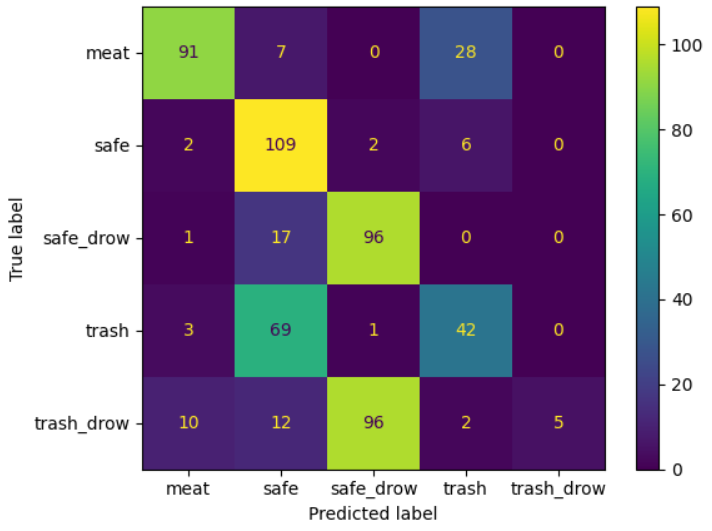 meat 91 7 0 28 0
safe 2 109 2 6 0
safe_drow 1 17 96 0 0
trash 3 69 1 42 0
trash_drow 10 12 96 2 5
meat safe safe_drow trash trash_drow
Predicted label
True label
100
80
60
40
20
0